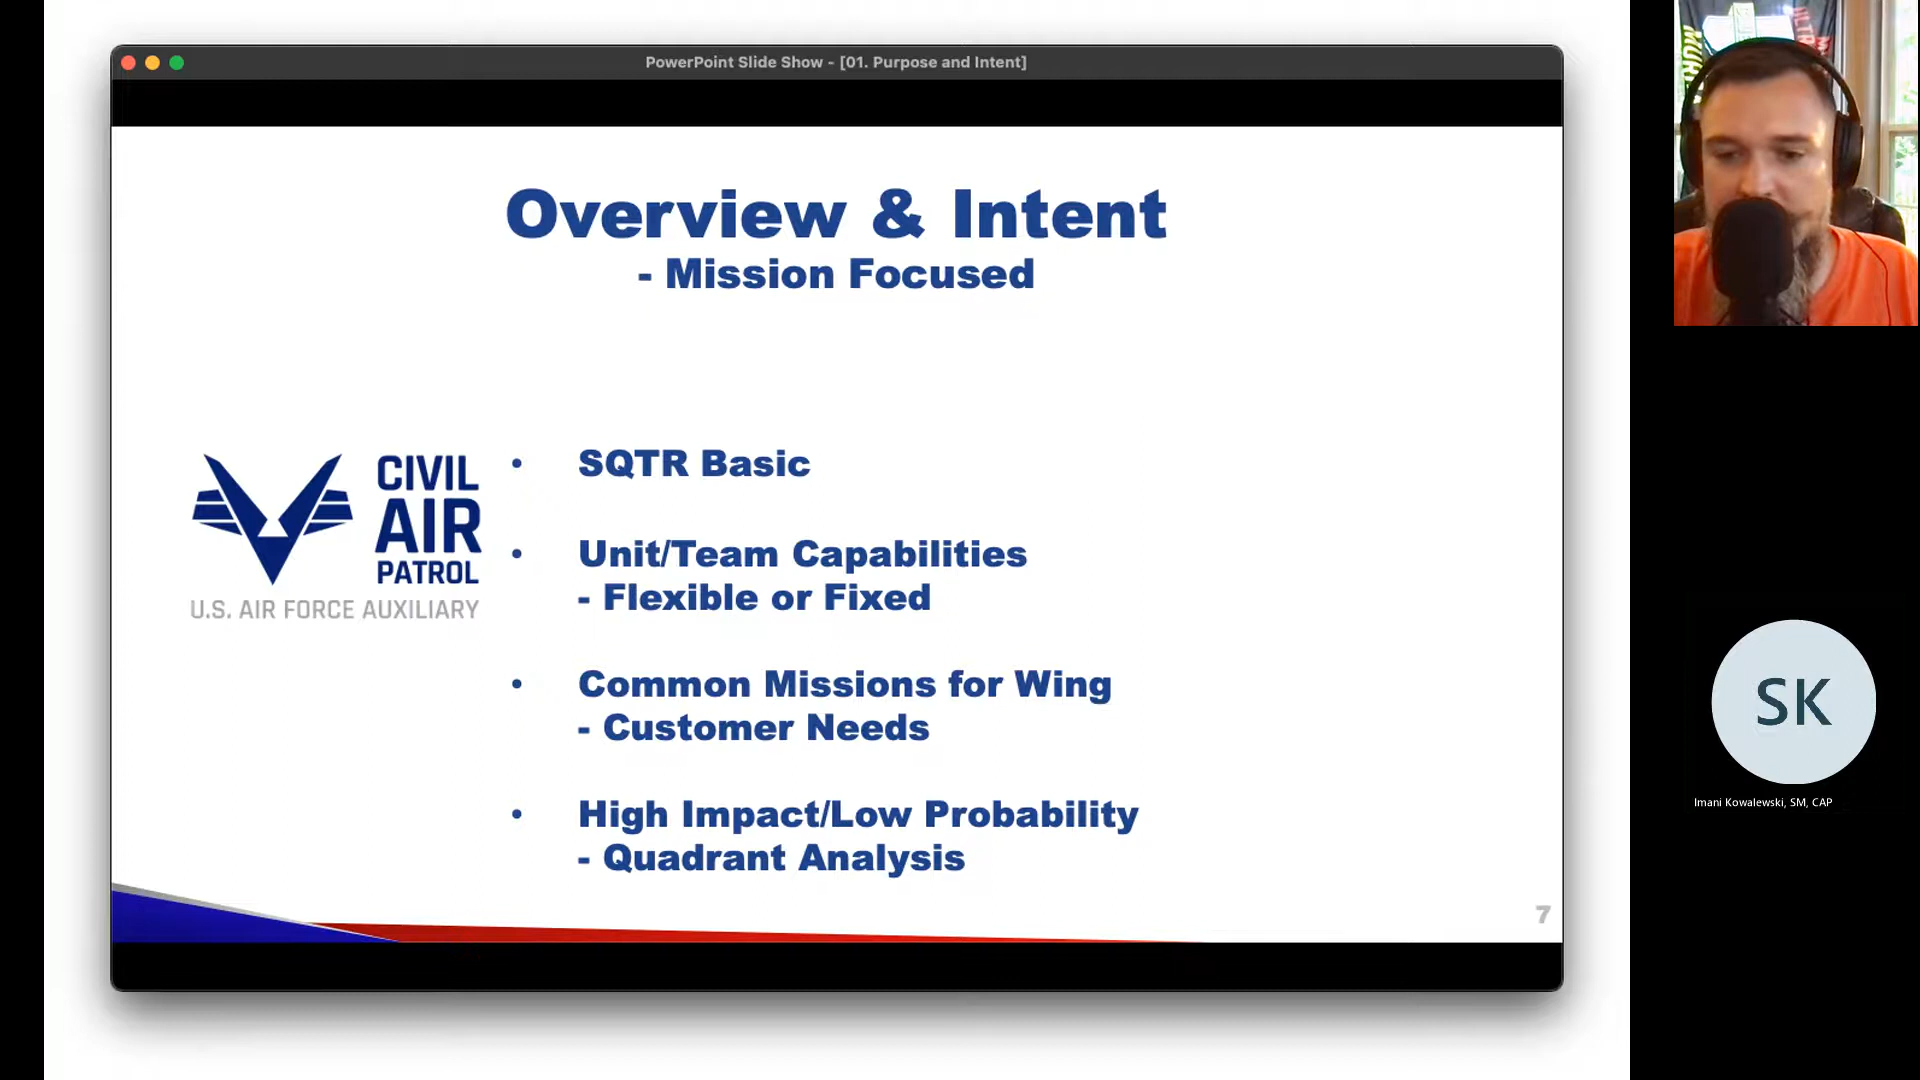 PowerPoint Slide Show - [01. Purpose and Intent]
Overview & Intent
- Mission Focused
CIVIL
AIR
PATROL
U.S. AIR FORCE AUXILIARY
• SQTR Basic
• Unit/Team Capabilities
- Flexible or Fixed
• Common Missions for Wing
- Customer Needs
• High Impact/Low Probability
- Quadrant Analysis
7
SK
Imani Kowalewski, SM, CAP